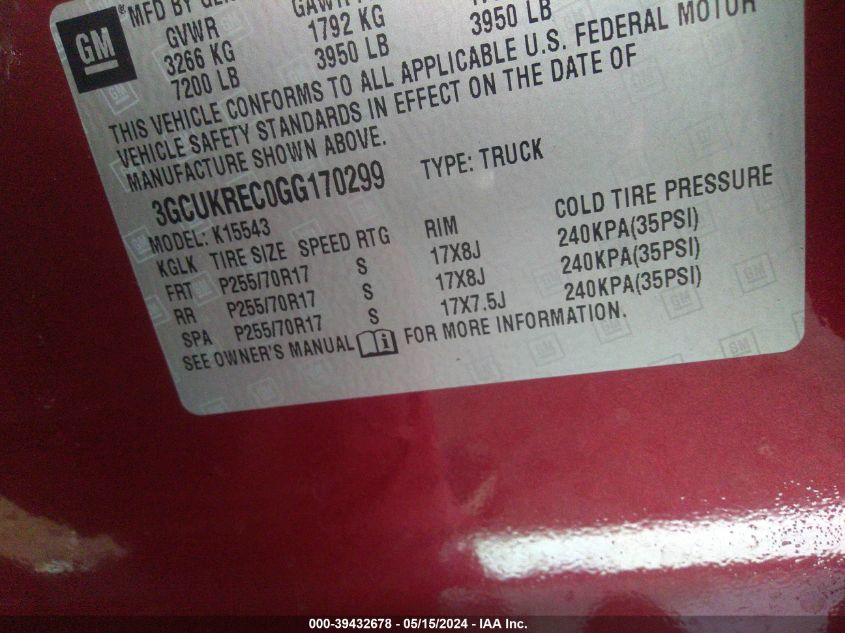 GM
MFD BY
GVWR
3266 KG 1792 KG
7200 LB 3950 LB 3950 LB
THIS VEHICLE CONFORMS TO ALL APPLICABLE U.S. FEDERAL MOTOR
VEHICLE SAFETY STANDARDS IN EFFECT ON THE DATE OF
MANUFACTURE SHOWN ABOVE.
3GCUKREC0GG170299 TYPE: TRUCK
MODEL: K15543
KGLK TIRE SIZE SPEED RTG RIM COLD TIRE PRESSURE
FRT P255/70R17 S 17X8J 240KPA(35PSI)
RR P255/70R17 S 17X8J 240KPA(35PSI)
SPA P255/70R17 S 17X7.5J 240KPA(35PSI)
SEE OWNER'S MANUAL i FOR MORE INFORMATION.
000-39432678 - 05/15/2024 - IAA Inc.